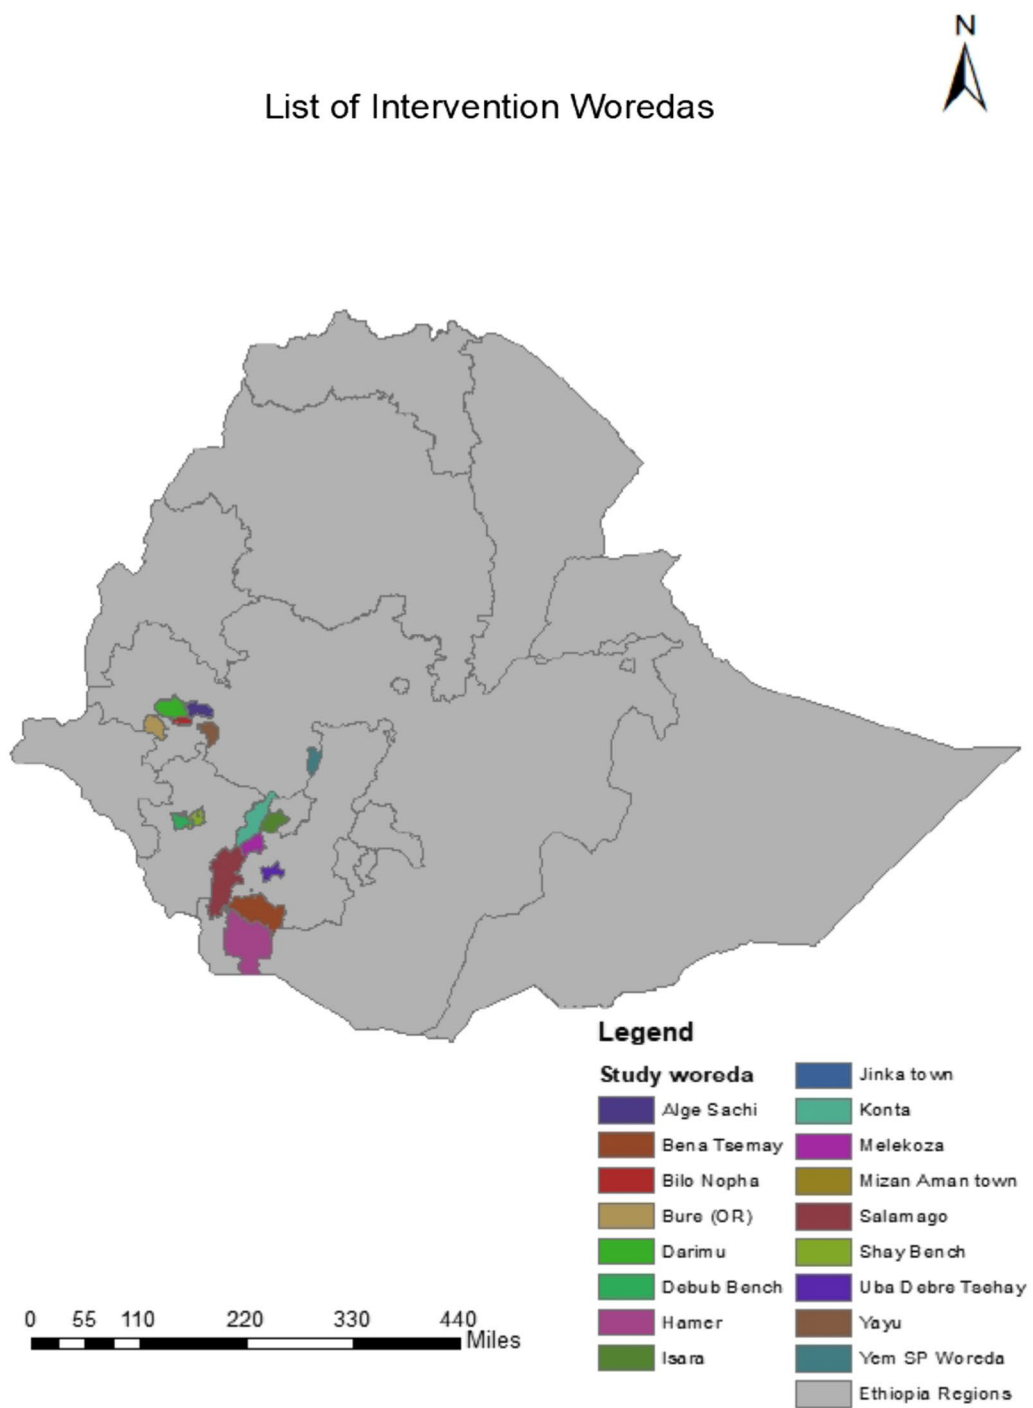 N
List of Intervention Woredas
Legend
Study woreda
Alge Sachi
Bena Tsemay
Bilo Nopha
Bure (OR)
Darimu
Debub Bench
Hamer
Isara
Jinka town
Konta
Melekoza
Mizan Aman town
Salamago
Shay Bench
Uba Debre Tsehay
Yayu
Yem SP Woreda
Ethiopia Regions
0 55 110 220 330 440
Miles